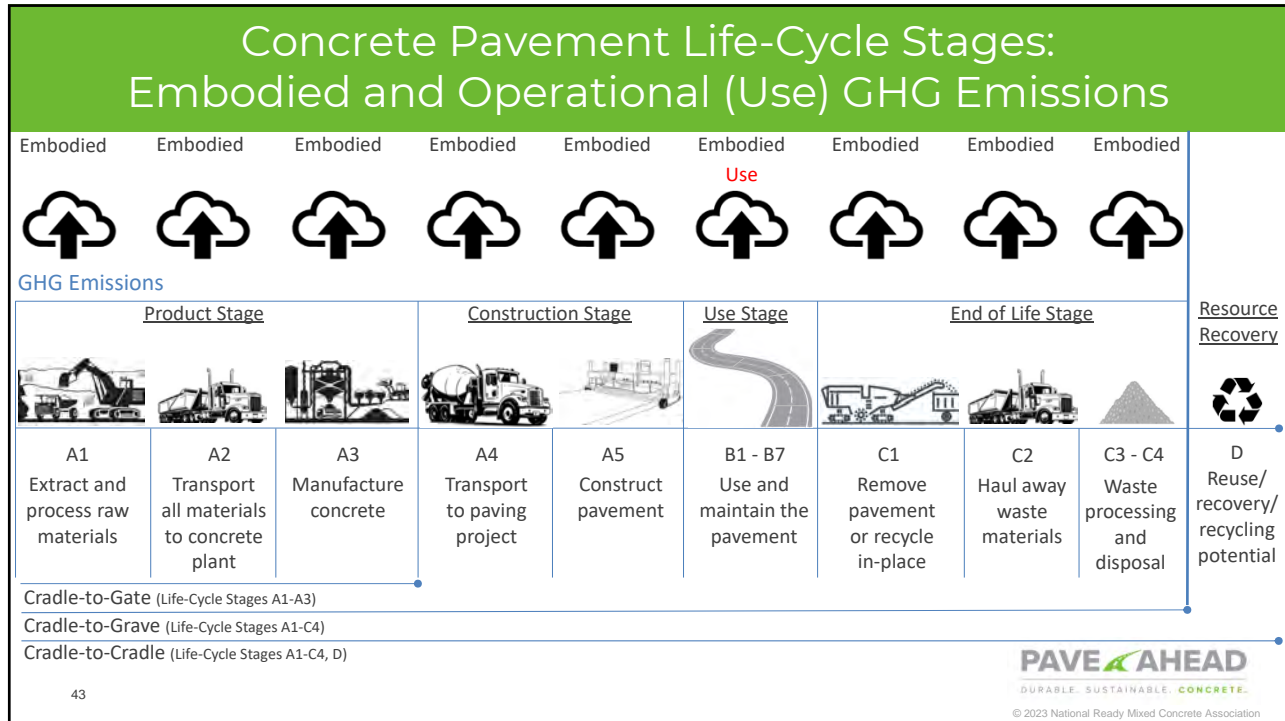 Concrete Pavement Life-Cycle Stages:
Embodied and Operational (Use) GHG Emissions
Embodied Embodied Embodied Embodied Embodied Embodied Embodied Embodied Embodied
Use
GHG Emissions
Product Stage
Construction Stage
Use Stage
End of Life Stage
Resource
Recovery
A1
Extract and
process raw
materials
A2
Transport
all materials
to concrete
plant
A3
Manufacture
concrete
A4
Transport
to paving
project
A5
Construct
pavement
B1 - B7
Use and
maintain the
pavement
C1
Remove
pavement
or recycle
in-place
C2
Haul away
waste
materials
C3 - C4
Waste
processing
and
disposal
D
Reuse/
recovery/
recycling
potential
Cradle-to-Gate (Life-Cycle Stages A1-A3)
Cradle-to-Grave (Life-Cycle Stages A1-C4)
Cradle-to-Cradle (Life-Cycle Stages A1-C4, D)
43
PAVE AHEAD
DURABLE. SUSTAINABLE. CONCRETE.
© 2023 National Ready Mixed Concrete Association